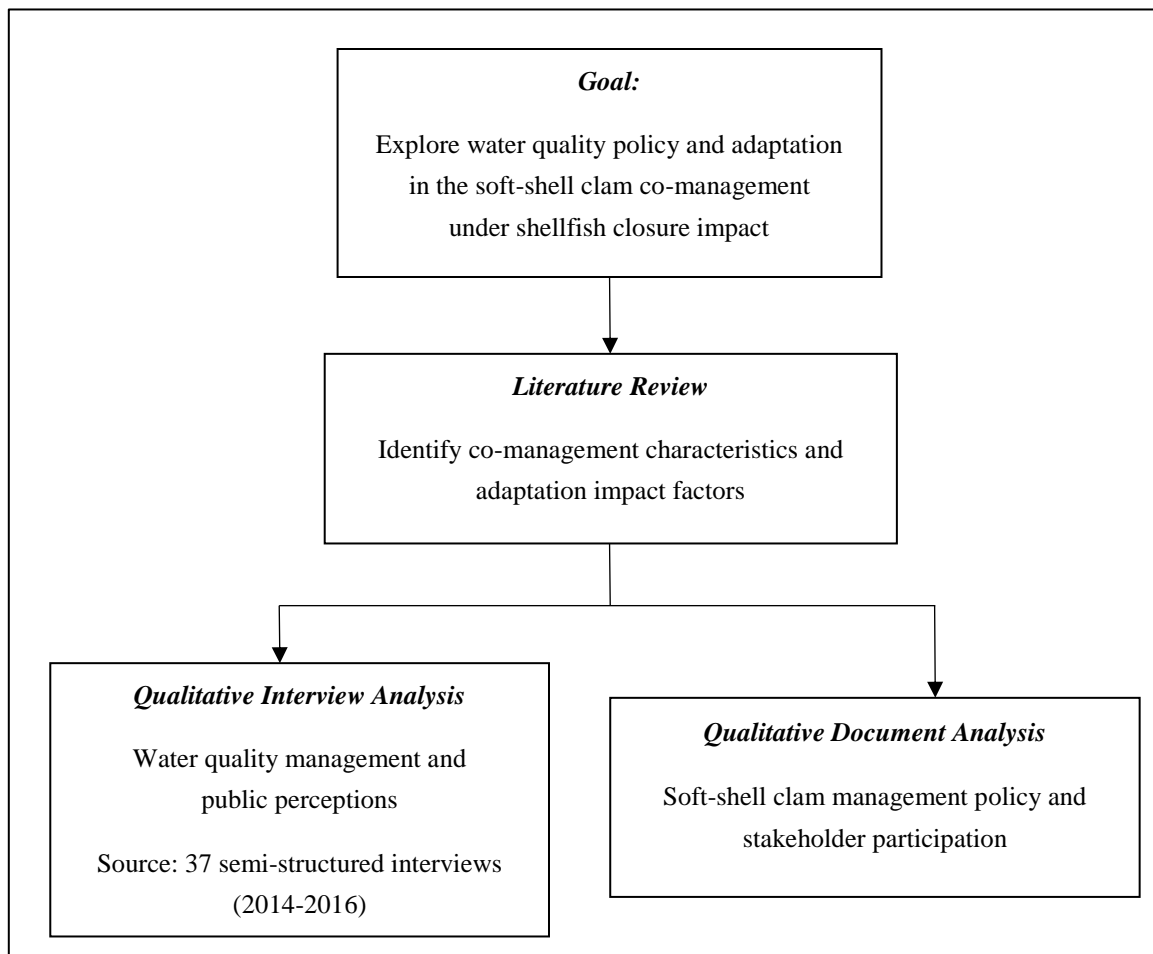 Goal:
Explore water quality policy and adaptation
in the soft-shell clam co-management
under shellfish closure impact
Literature Review
Identify co-management characteristics and
adaptation impact factors
Qualitative Interview Analysis
Water quality management and
public perceptions
Source: 37 semi-structured interviews
(2014-2016)
Qualitative Document Analysis
Soft-shell clam management policy and
stakeholder participation